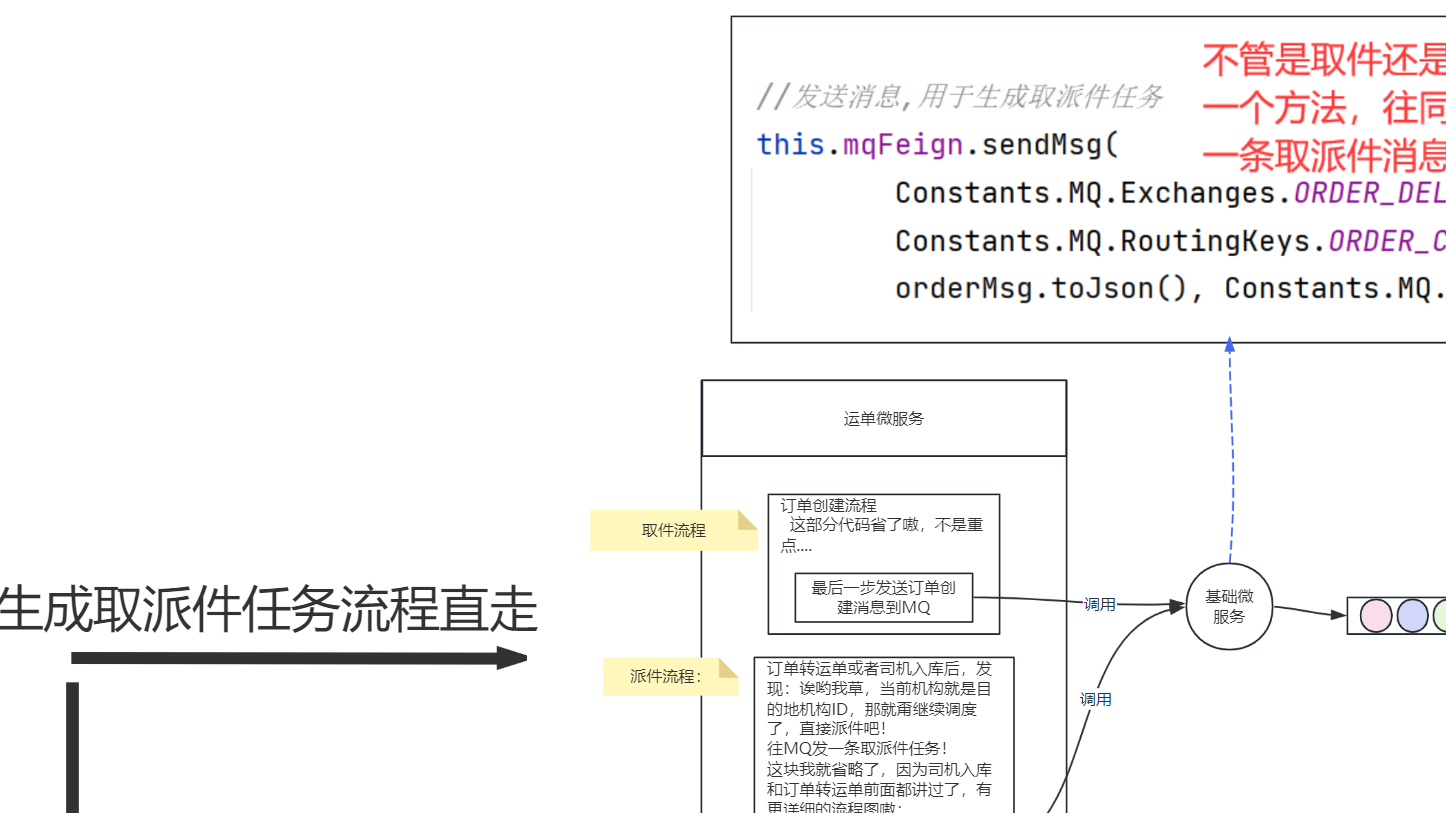 不管是取件还是
一个方法，往同
一条取派件消息
//发送消息,用于生成取派件任务
this.mqFeign.sendMsg(
Constants.MQ.Exchanges.ORDER_DEL
Constants.MQ.RoutingKeys.ORDER_C
orderMsg.toJson(), Constants.MQ.
运单微服务
取件流程
订单创建流程
这部分代码省了嗷，不是重
点....
最后一步发送订单创
建消息到MQ
调用
基础微
服务
生成取派件任务流程直走
派件流程：
订单转运单或者司机入库后，发
现：诶哟我草，当前机构就是目
的地机构ID，那就甭继续调度
了，直接派件吧！
往MQ发一条取派件任务！
这块我就省略了，因为司机入库
和订单转运单前面都讲过了，有
更详细的流程图嗷：
调用